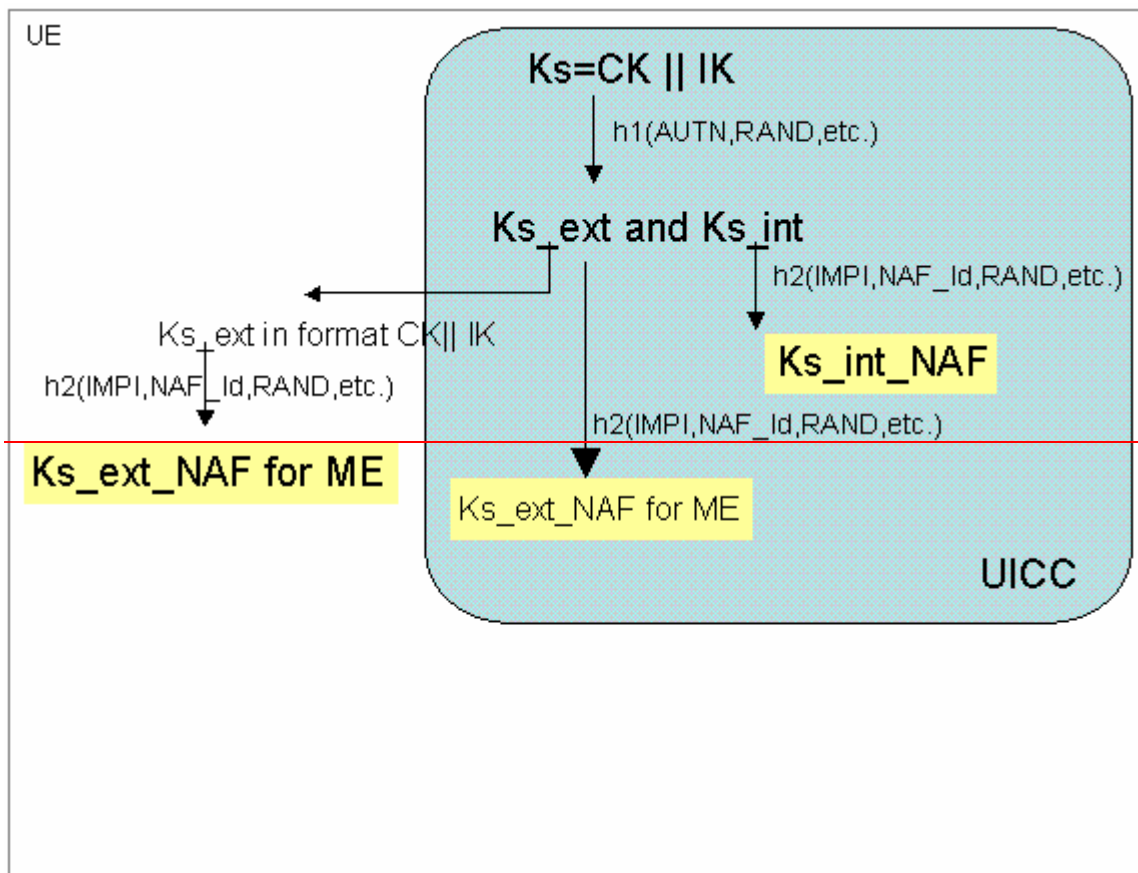 UE
Ks=CK || IK
h1(AUTN,RAND,etc.)
Ks_ext and Ks_int
h2(IMPI,NAF_Id,RAND,etc.)
Ks_ext in format CK|| IK
Ks_int_NAF
h2(IMPI,NAF_Id,RAND,etc.)
h2(IMPI,NAF_Id,RAND,etc.)
Ks_ext_NAF for ME
Ks_ext_NAF for ME
UICC